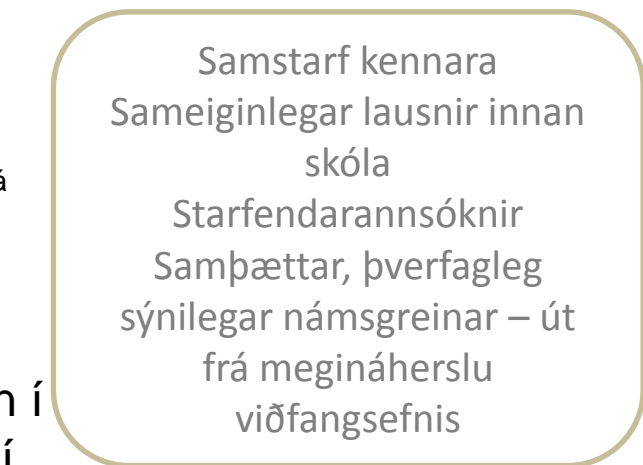 Samstarf kennara
Sameiginlegar lausnir innan
skóla
Starfendarannsóknir
Samþættar, þverfagleg
sýnilegar námsgreinar – út
frá megináherslu
viðfangsefnis
á
í
í